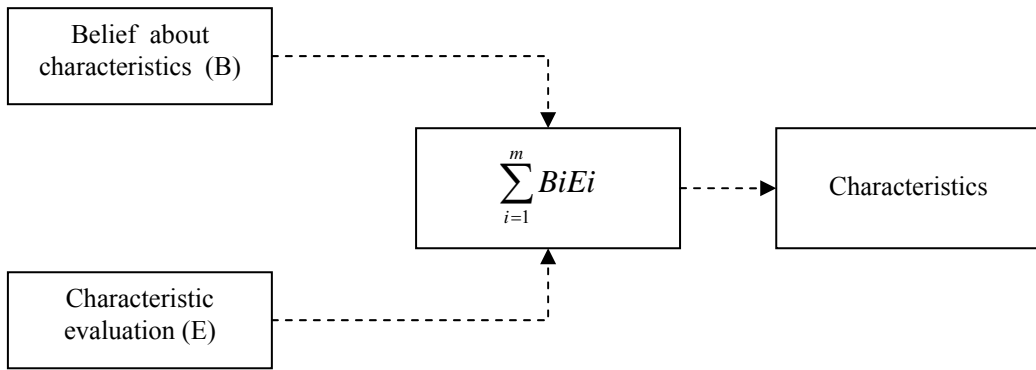 Belief about
characteristics (B)
m
∑ BiEi
i=1
Characteristics
Characteristic
evaluation (E)